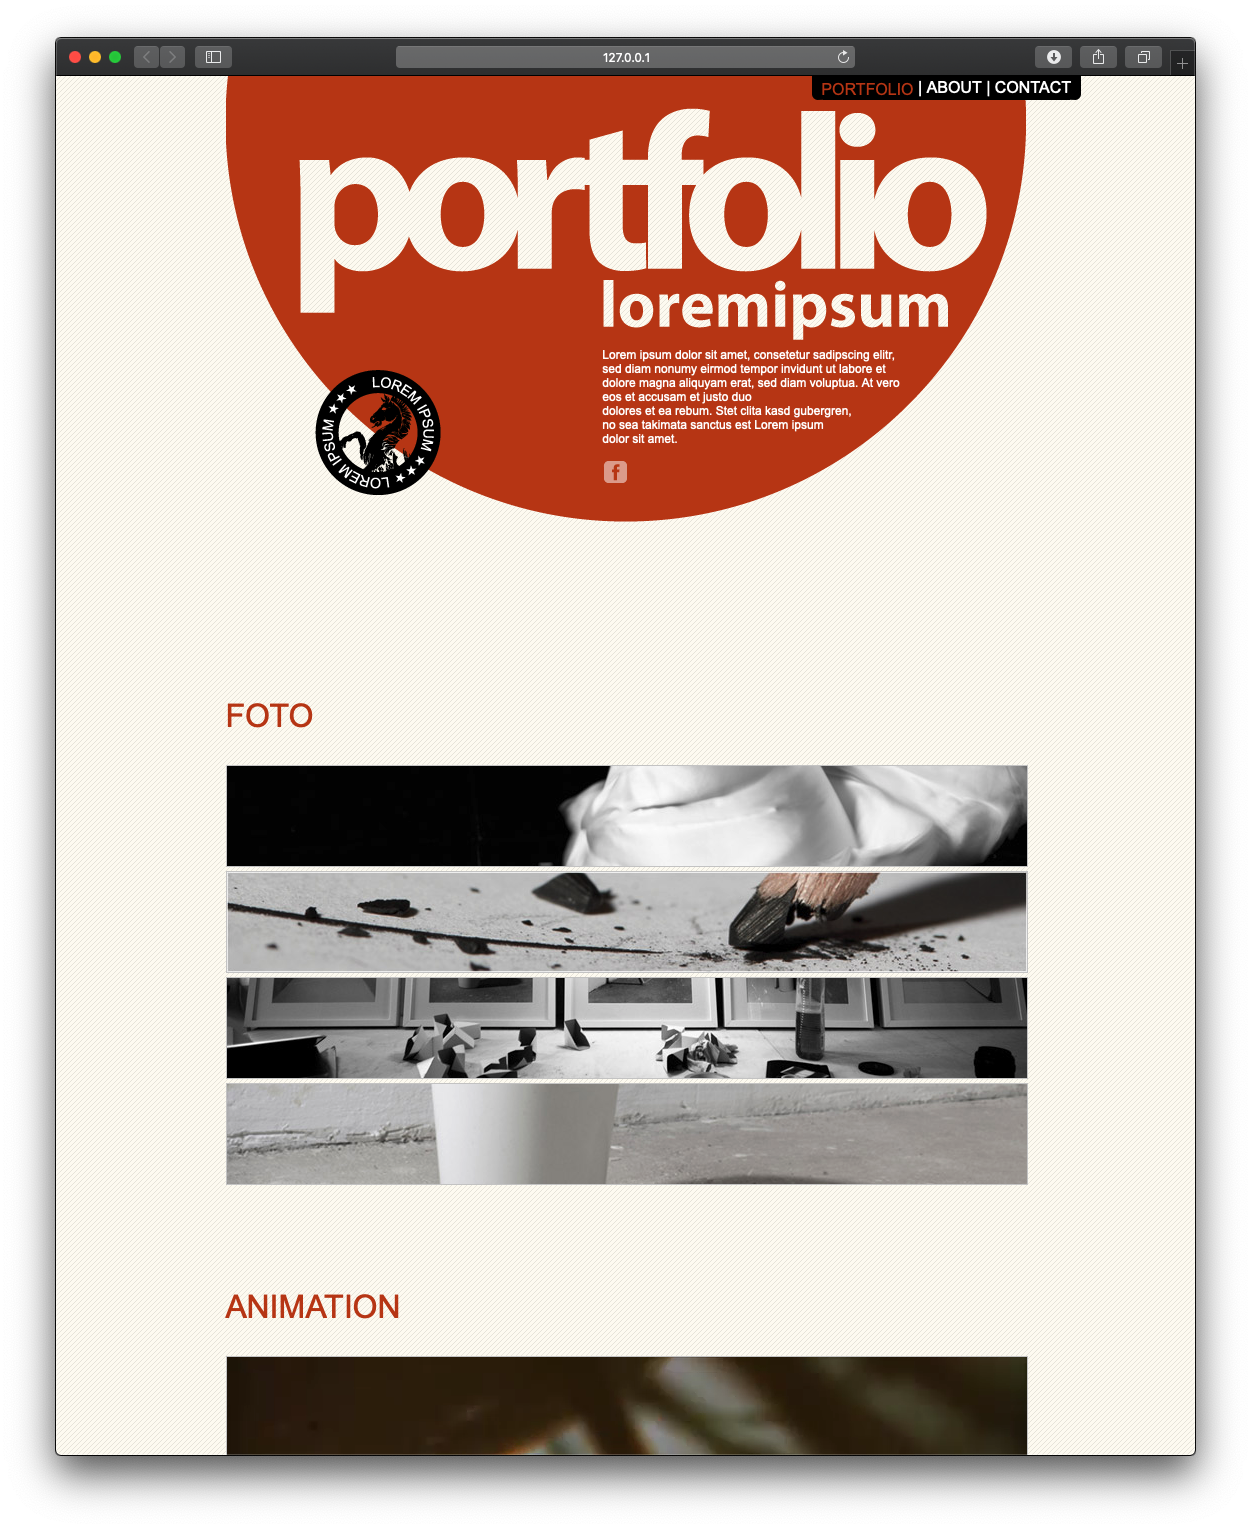 127.0.0.1
PORTFOLIO | ABOUT | CONTACT
portfolio
loremipsum
Lorem ipsum dolor sit amet, consetetur sadipscing elitr,
sed diam nonumy eirmod tempor invidunt ut labore et
dolore magna aliquyam erat, sed diam voluptua. At vero
eos et accusam et justo duo
dolores et ea rebum. Stet clita kasd gubergren,
no sea takimata sanctus est Lorem ipsum
dolor sit amet.
LOREM IPSUM ★★★ LOREM IPSUM ★★★
f
FOTO
ANIMATION